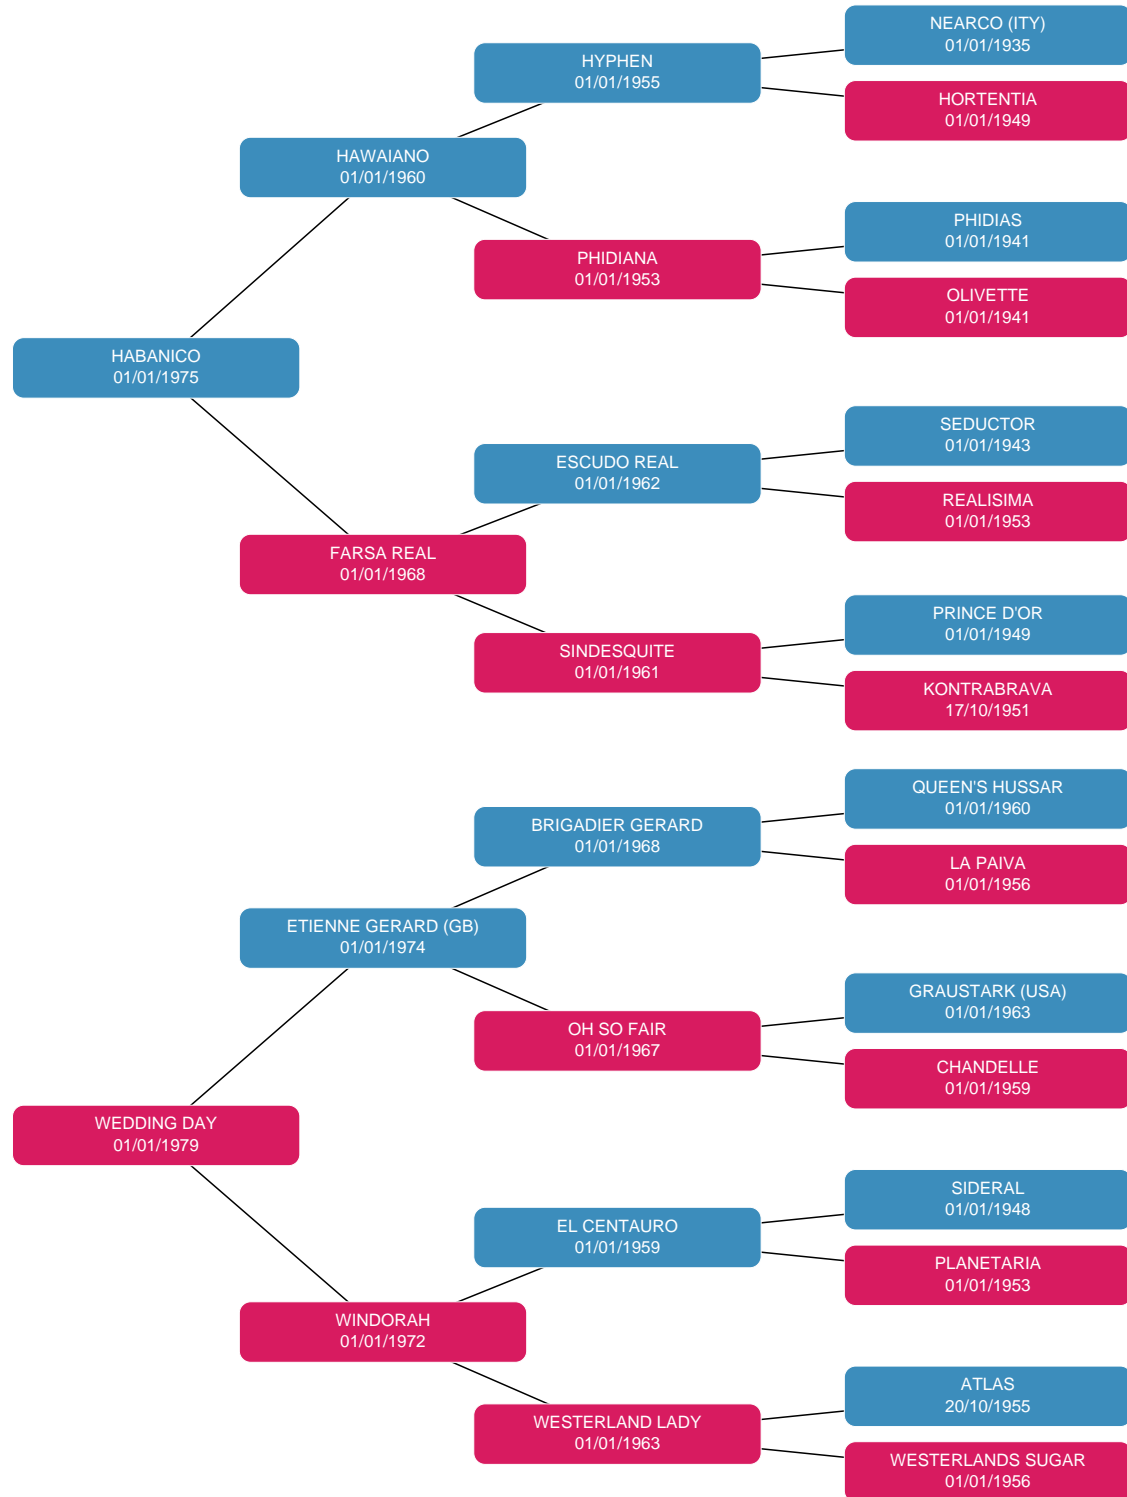 NEARCO (ITY)
01/01/1935
HYPHEN
01/01/1955
HORTENTIA
01/01/1949
HAWAIANO
01/01/1960
PHIDIAS
01/01/1941
PHIDIANA
01/01/1953
OLIVETTE
01/01/1941
HABANICO
01/01/1975
SEDUCTOR
01/01/1943
ESCUDO REAL
01/01/1962
REALISIMA
01/01/1953
FARSA REAL
01/01/1968
PRINCE D'OR
01/01/1949
SINDESQUITE
01/01/1961
KONTRABRAVA
17/10/1951
QUEEN'S HUSSAR
01/01/1960
BRIGADIER GERARD
01/01/1968
LA PAIVA
01/01/1956
ETIENNE GERARD (GB)
01/01/1974
GRAUSTARK (USA)
01/01/1963
OH SO FAIR
01/01/1967
CHANDELLE
01/01/1959
WEDDING DAY
01/01/1979
SIDERAL
01/01/1948
EL CENTAURO
01/01/1959
PLANETARIA
01/01/1953
WINDORAH
01/01/1972
ATLAS
20/10/1955
WESTERLAND LADY
01/01/1963
WESTERLANDS SUGAR
01/01/1956